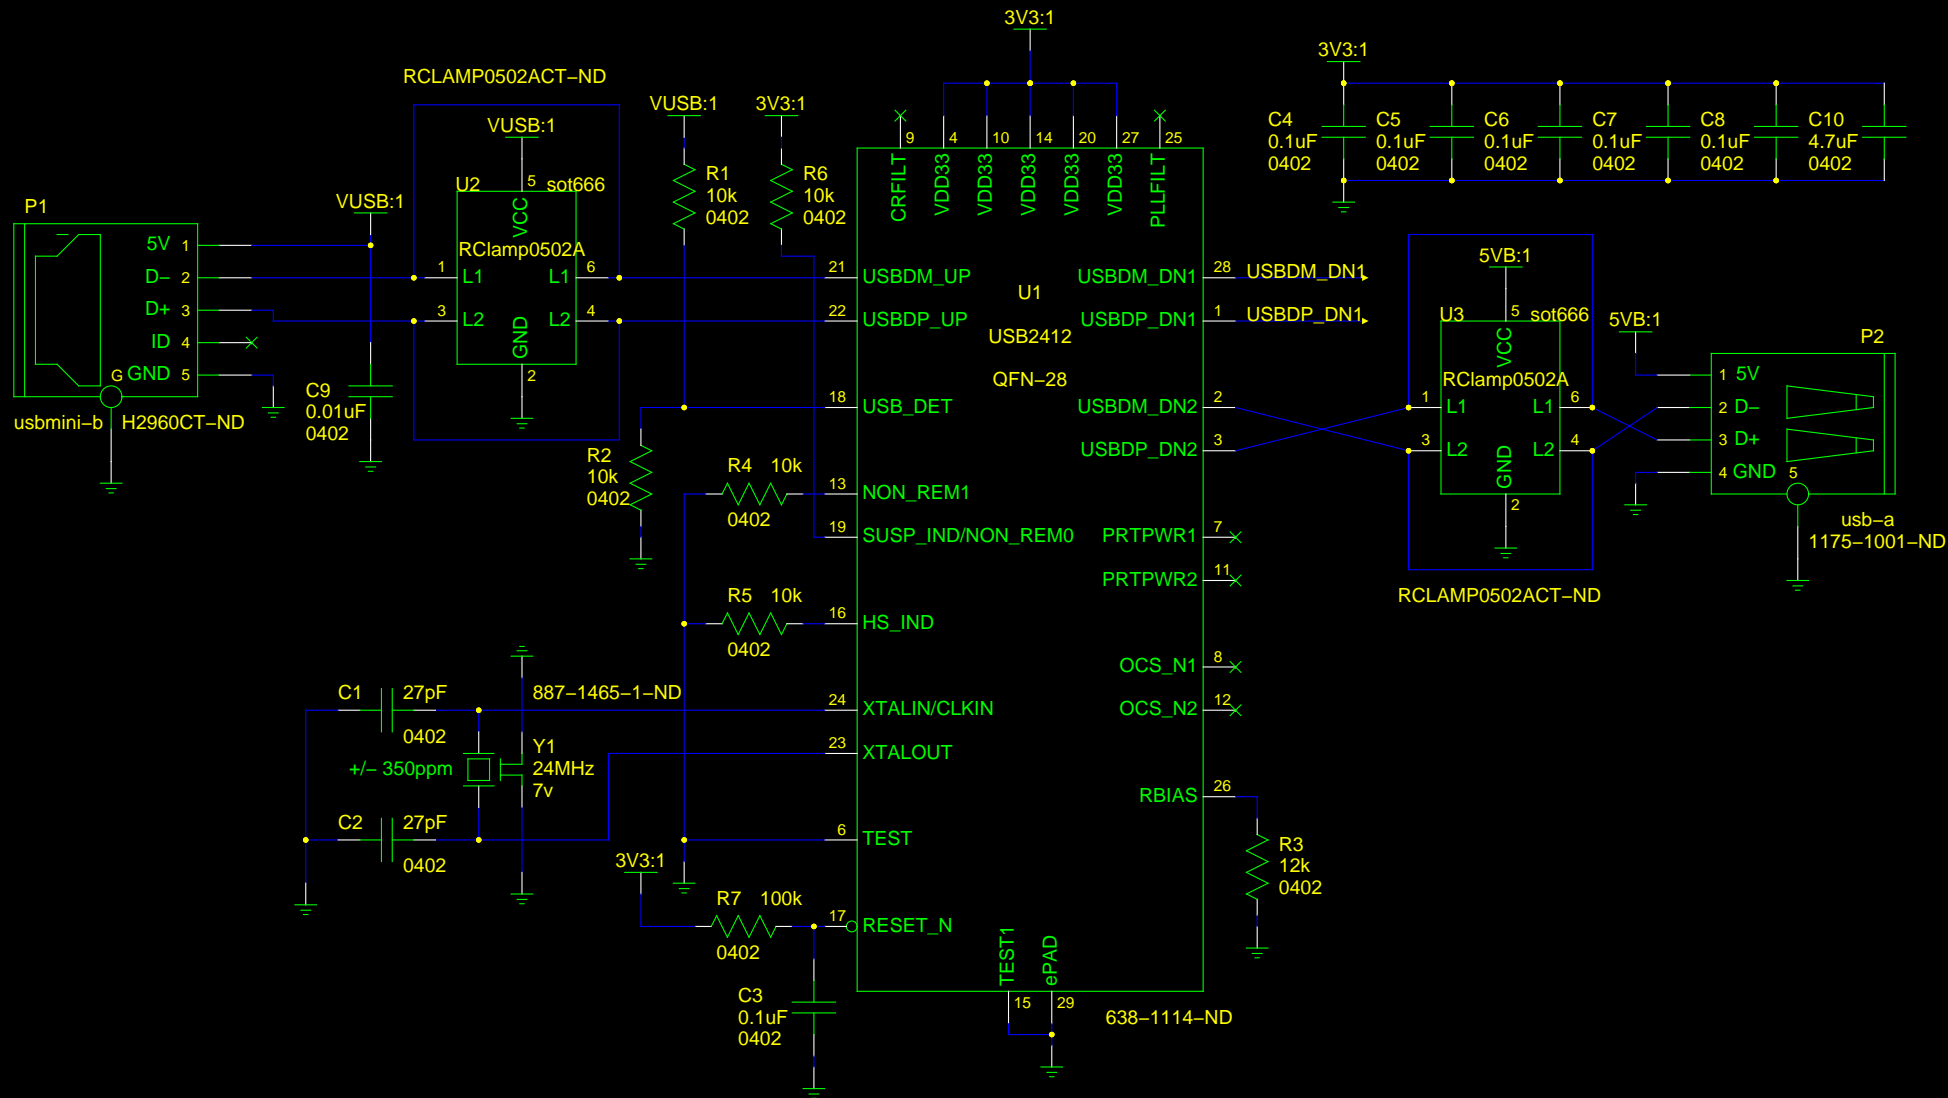 3V3:1
3V3:1
RCLAMP0502ACT-ND
VUSB:1
3V3:1
VUSB:1
C4
0.1uF
0402
C5
0.1uF
0402
C6
0.1uF
0402
C7
0.1uF
0402
C8
0.1uF
0402
C10
4.7uF
0402
9
4
10
14
20
27
25
CRFILT
VDD33
VDD33
VDD33
VDD33
VDD33
PLLFILT
P1
VUSB:1
U2
5
sot666
VCC
RClamp0502A
1
L1
L1
6
3
L2
L2
4
GND
2
R1
10k
0402
R6
10k
0402
5V
1
D-
2
D+
3
ID
4
G
GND
5
usbmini-b
H2960CT-ND
C9
0.01uF
0402
21
USBDM_UP
22
USBDP_UP
18
USB_DET
13
NON_REM1
19
SUSP_IND/NON_REM0
16
HS_IND
24
XTALIN/CLKIN
23
XTALOUT
6
TEST
17
RESET_N
U1
USB2412
QFN-28
USBDM_DN1
28
USBDM_DN1
USBDP_DN1
1
USBDP_DN1
USBDM_DN2
2
USBDP_DN2
3
PRTPWR1
7
PRTPWR2
11
OCS_N1
8
OCS_N2
12
RBIAS
26
TEST1
ePAD
15
29
638-1114-ND
5VB:1
U3
5
sot666
VCC
RClamp0502A
1
L1
L1
6
3
L2
L2
4
GND
2
RCLAMP0502ACT-ND
5VB:1
P2
1
5V
2
D-
3
D+
4
GND
5
usb-a
1175-1001-ND
R2
10k
0402
R4
10k
0402
R5
10k
0402
C1
27pF
0402
887-1465-1-ND
+/- 350ppm
Y1
24MHz
7v
C2
27pF
0402
3V3:1
R7
100k
0402
C3
0.1uF
0402
R3
12k
0402